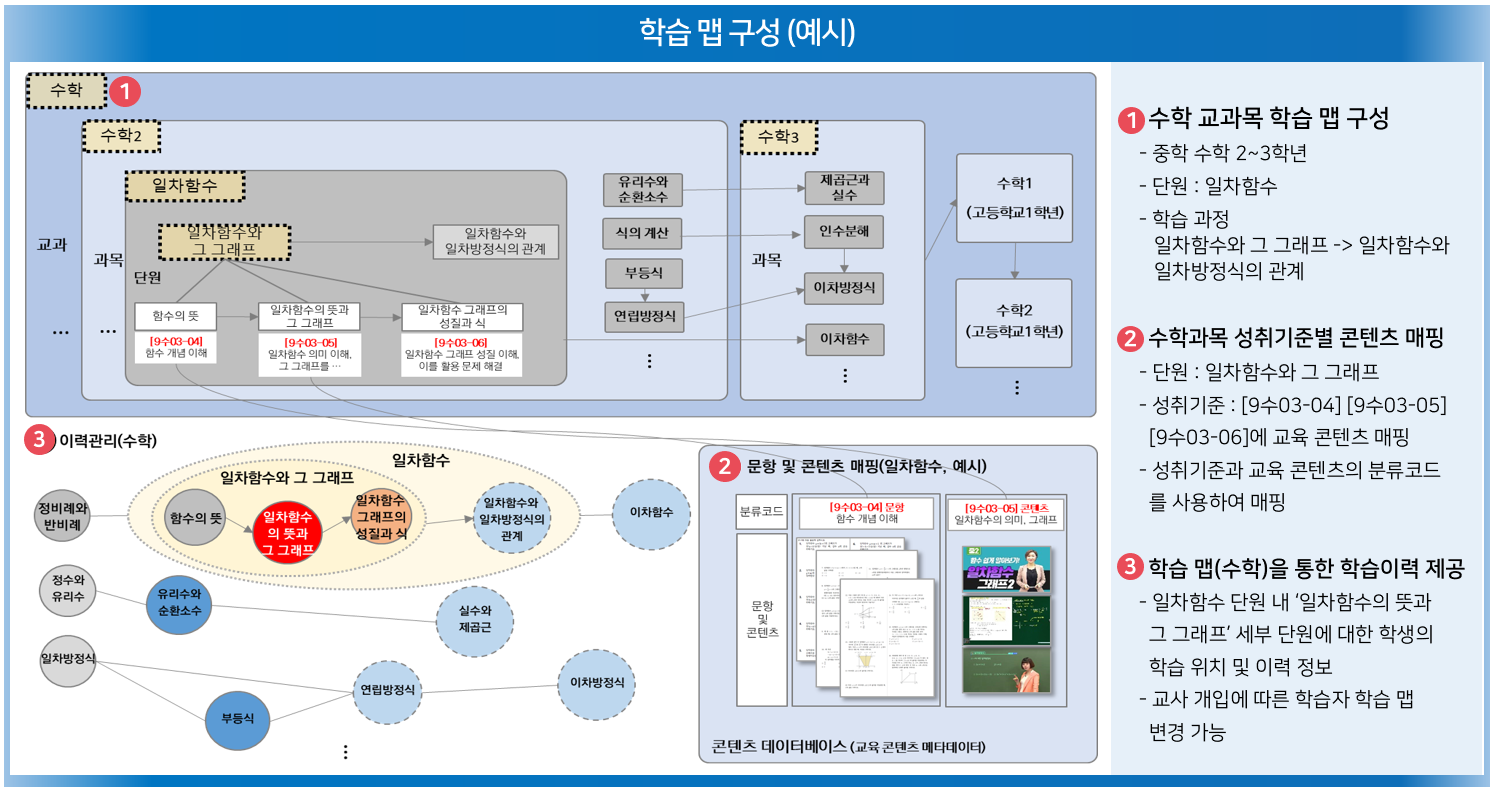 학습 맵 구성 (예시)
수학
1
수학2
수학3
일차함수
일차함수와
그 그래프
일차함수와
일차방정식의 관계
교과
과목
단원
...
...
함수의 뜻
[9수03-04]
함수 개념 이해
일차함수의 뜻과
그 그래프
[9수03-05]
일차함수 의미 이해,
그 그래프를 ...
일차함수 그래프의
성질과 식
[9수03-06]
일차함수 그래프 성질 이해,
이를 활용 문제 해결
유리수와
순환소수
식의 계산
부등식
연립방정식
⋮
과목
제곱근과
실수
인수분해
이차방정식
이차함수
⋮
수학1
(고등학교1학년)
수학2
(고등학교1학년)
⋮
3 이력관리(수학)
일차함수
일차함수와 그 그래프
정비례와
반비례
함수의 뜻
일차함수
의 뜻과
그 그래프
일차함수
그래프의
성질과 식
일차함수와
일차방정식의
관계
이차함수
정수와
유리수
유리수와
순환소수
실수와
제곱근
일차방정식
부등식
연립방정식
이차방정식
⋮
2 문항 및 콘텐츠 매핑(일차함수, 예시)
분류코드
[9수03-04] 문항
함수 개념 이해
[9수03-05] 콘텐츠
일차함수의 의미, 그래프
문항
및
콘텐츠
중2
함수 쉽게 알아보기!
일차함수
그래프2
콘텐츠 데이터베이스 (교육 콘텐츠 메타데이터)
1 수학 교과목 학습 맵 구성
- 중학 수학 2~3학년
- 단원 : 일차함수
- 학습 과정
일차함수와 그 그래프 -> 일차함수와
일차방정식의 관계
2 수학과목 성취기준별 콘텐츠 매핑
- 단원 : 일차함수와 그 그래프
- 성취기준 : [9수03-04] [9수03-05]
[9수03-06]에 교육 콘텐츠 매핑
- 성취기준과 교육 콘텐츠의 분류코드
를 사용하여 매핑
3 학습 맵(수학)을 통한 학습이력 제공
- 일차함수 단원 내 ‘일차함수의 뜻과
그 그래프’ 세부 단원에 대한 학생의
학습 위치 및 이력 정보
- 교사 개입에 따른 학습자 학습 맵
변경 가능